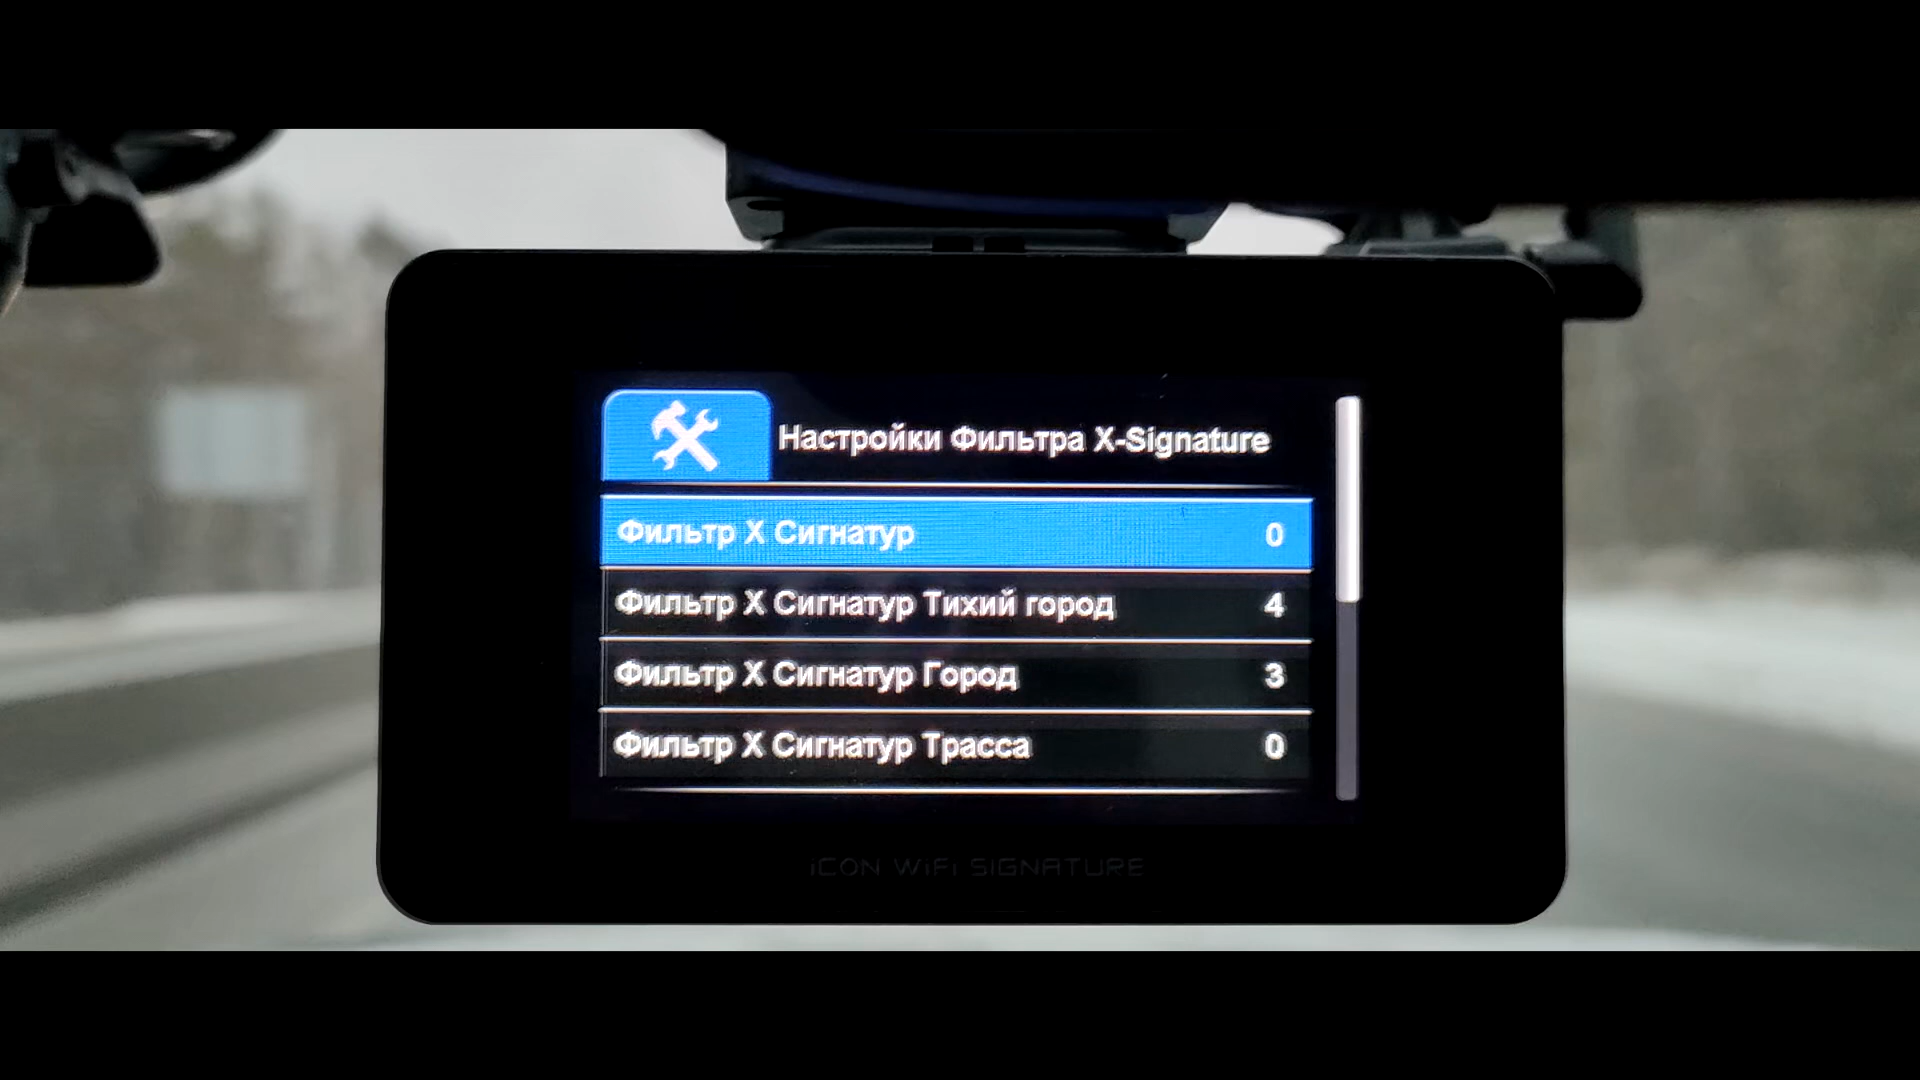 Настройки Фильтра X-Signature
Фильтр X Сигнатур 0
Фильтр X Сигнатур Тихий город 4
Фильтр X Сигнатур Город 3
Фильтр X Сигнатур Трасса 0
iCON WiFi SIGNATURE